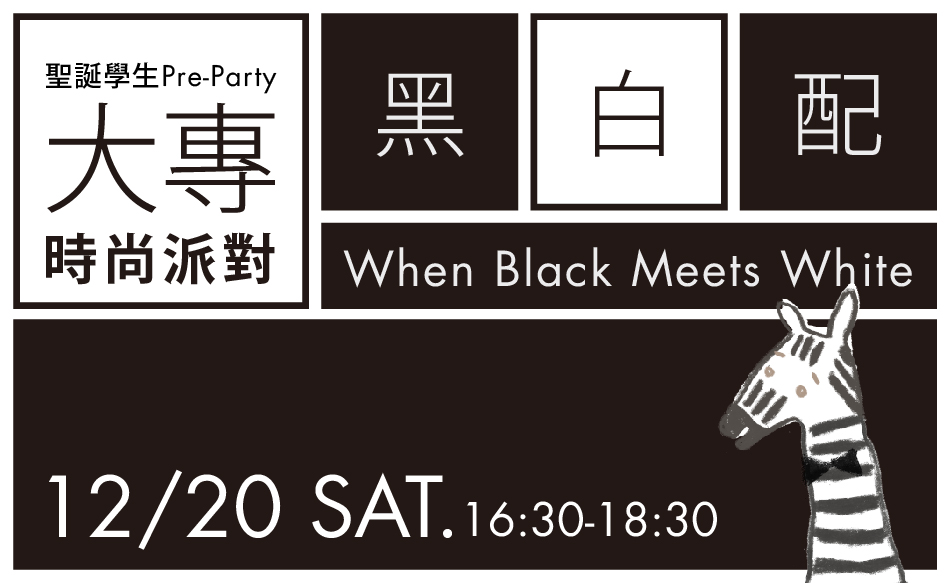 聖誕學生Pre-Party
大專
時尚派對
黑白配
When Black Meets White
12/20 SAT. 16:30-18:30